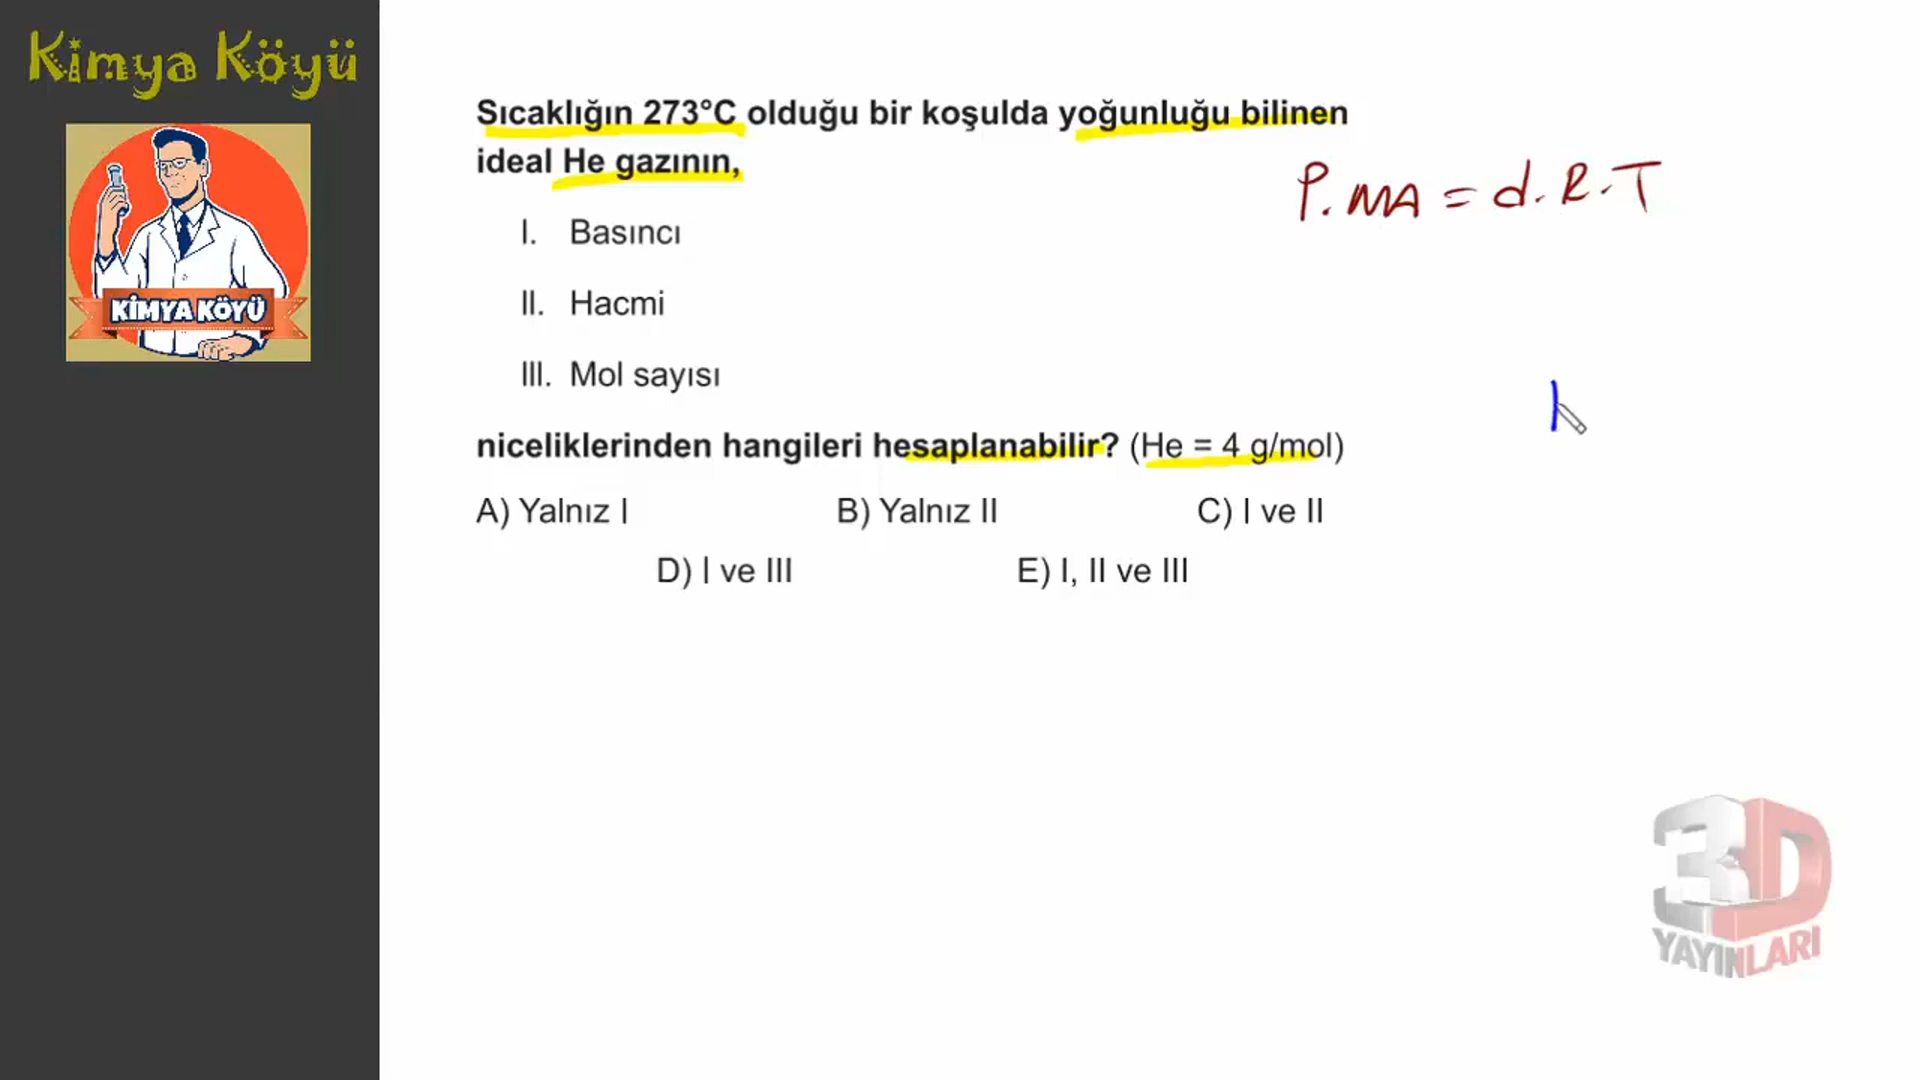 Kimya Köyü
KİMYA KÖYÜ
Sıcaklığın 273°C olduğu bir koşulda yoğunluğu bilinen
ideal He gazının,
P.MA = d.R.T
I. Basıncı
II. Hacmi
III. Mol sayısı
niceliklerinden hangileri hesaplanabilir? (He = 4 g/mol)
A) Yalnız I B) Yalnız II C) I ve II
D) I ve III E) I, II ve III
3D
YAYINLARI